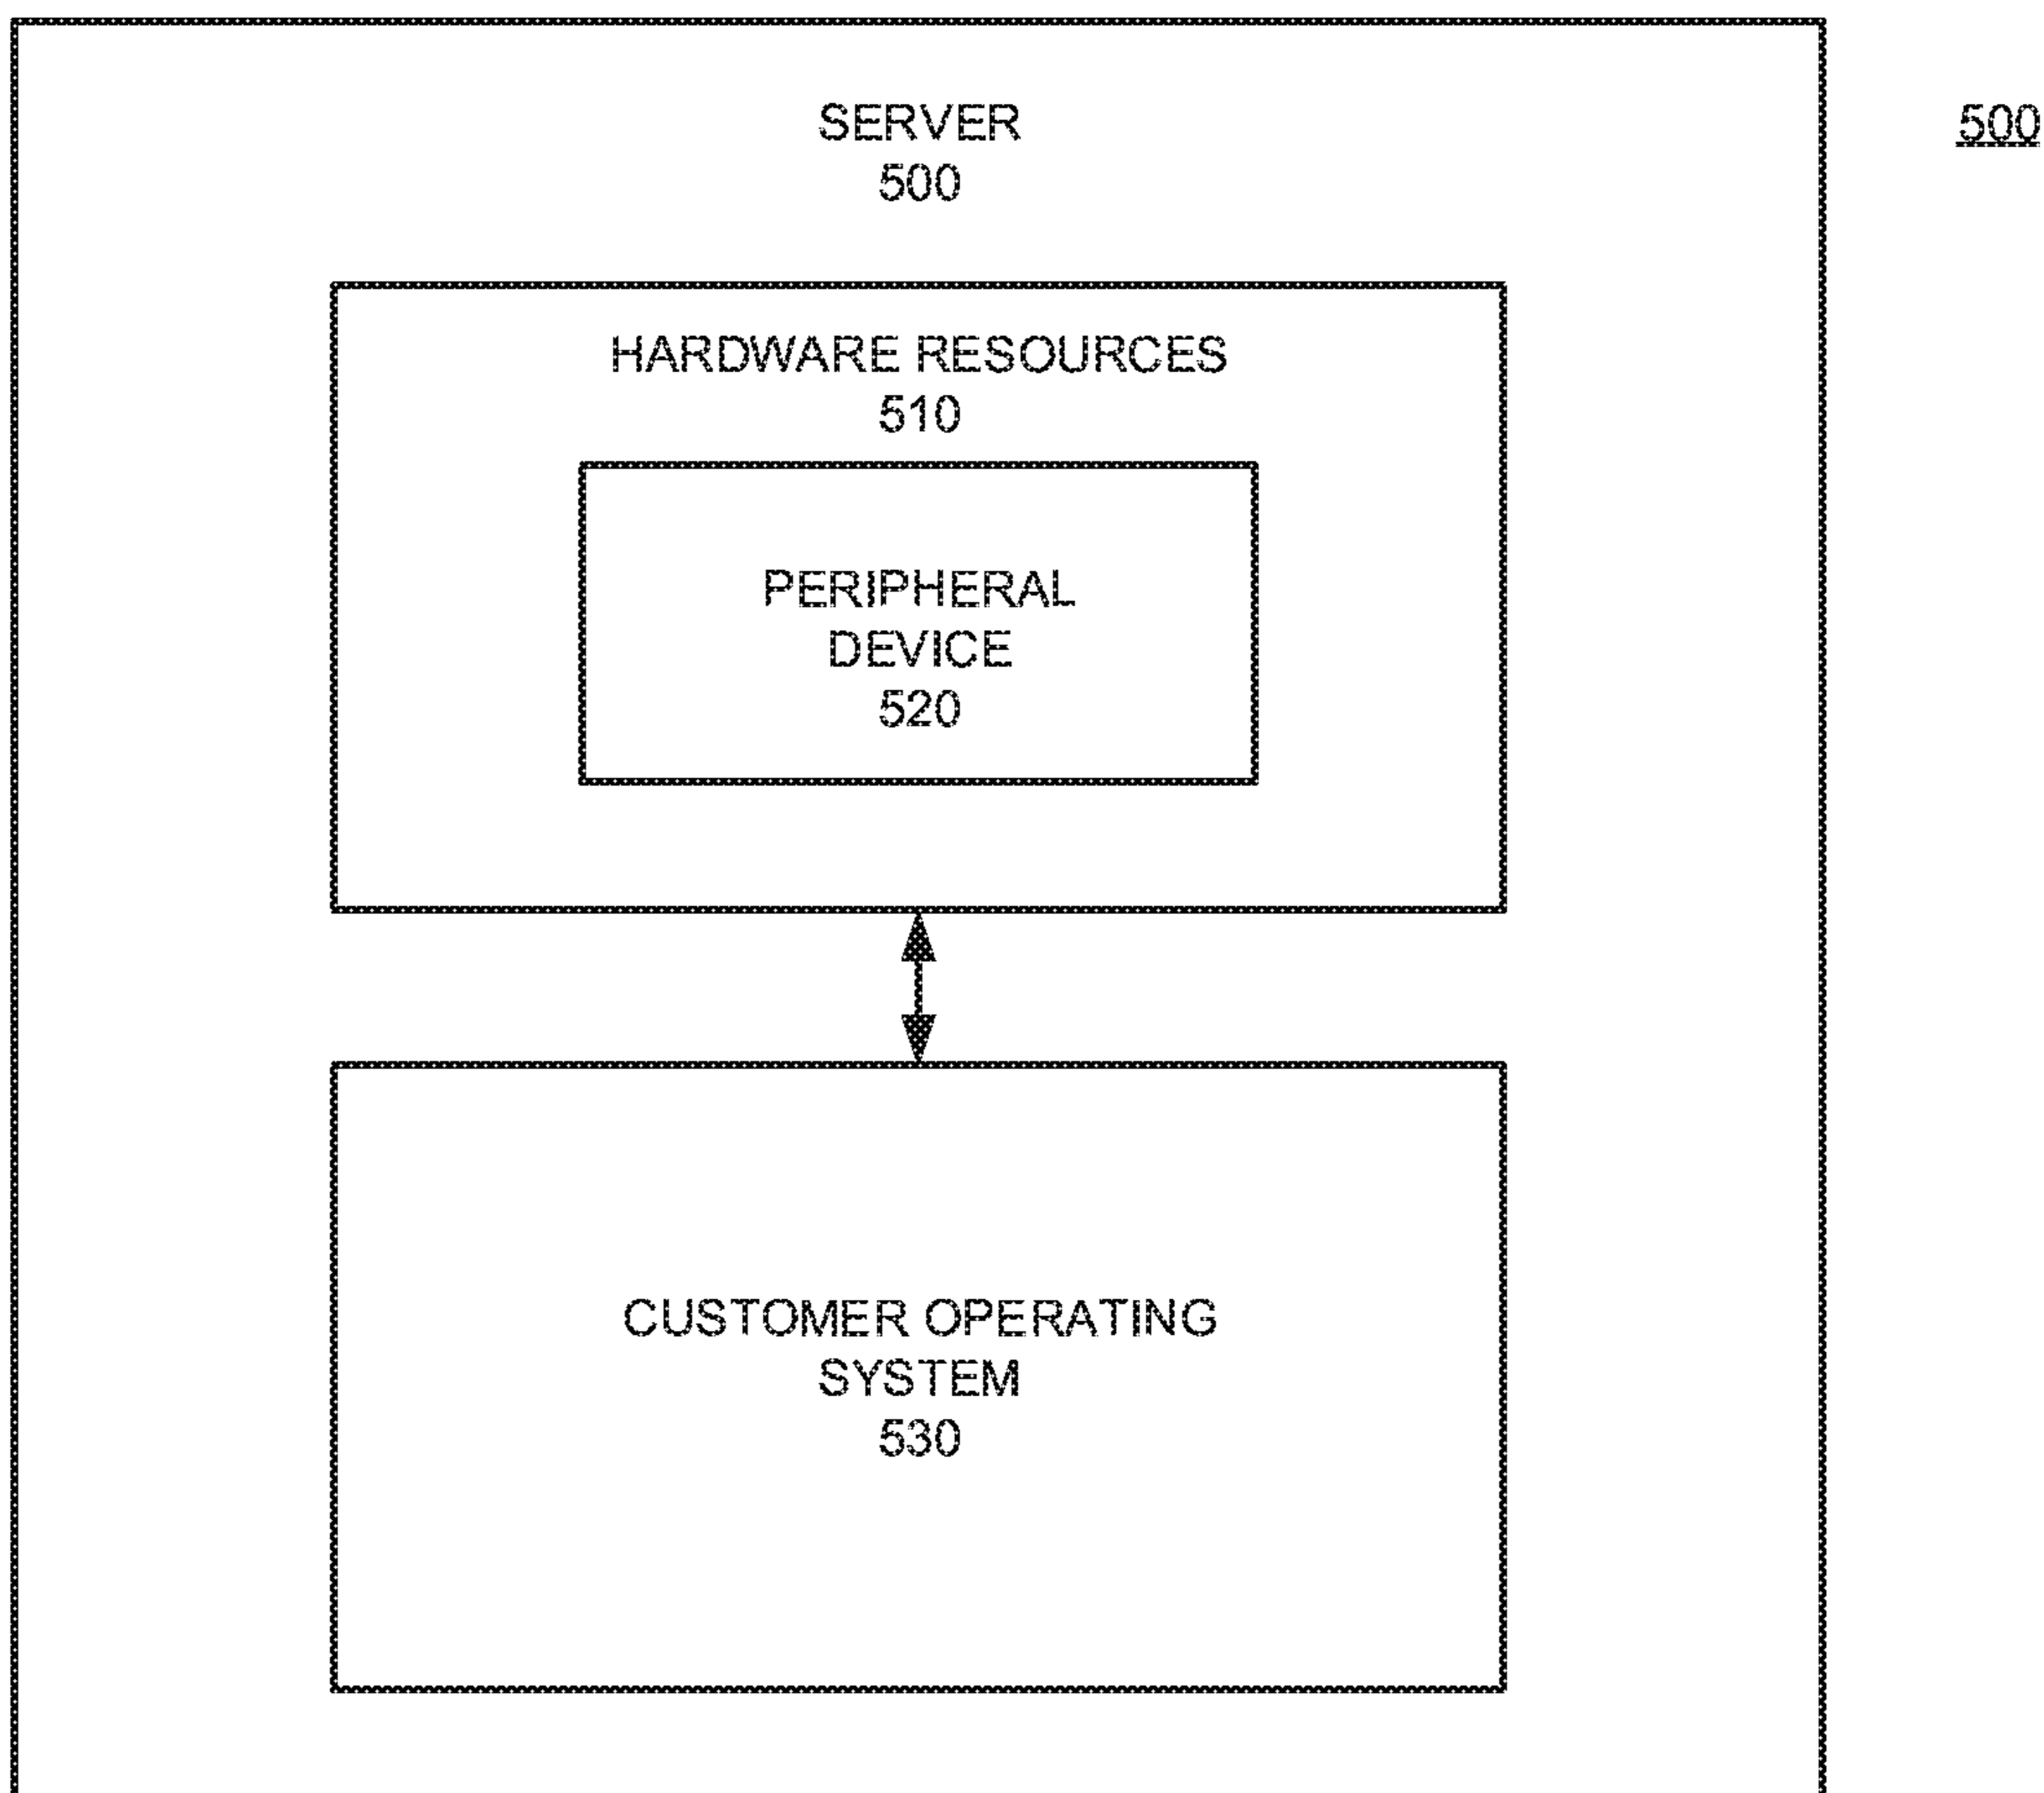 SERVER
500
500
HARDWARE RESOURCES
510
PERIPHERAL
DEVICE
520
CUSTOMER OPERATING
SYSTEM
530